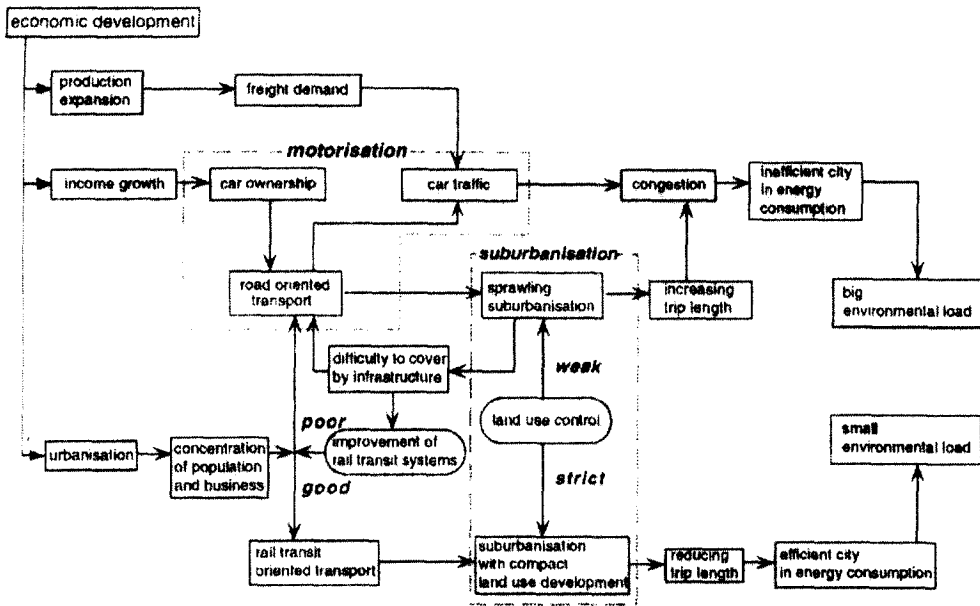 economic development
production
expansion
freight demand
motorisation
income growth
car ownership
car traffic
congestion
inefficient city
in energy
consumption
suburbanisation
road oriented
transport
sprawling
suburbanisation
increasing
trip length
big
environmental load
difficulty to cover
by infrastructure
weak
land use control
poor
small
environmental load
urbanisation
concentration
of population
and business
improvement of
rail transit systems
good
strict
rail transit
oriented transport
suburbanisation
with compact
land use development
reducing
trip length
efficient city
in energy consumption